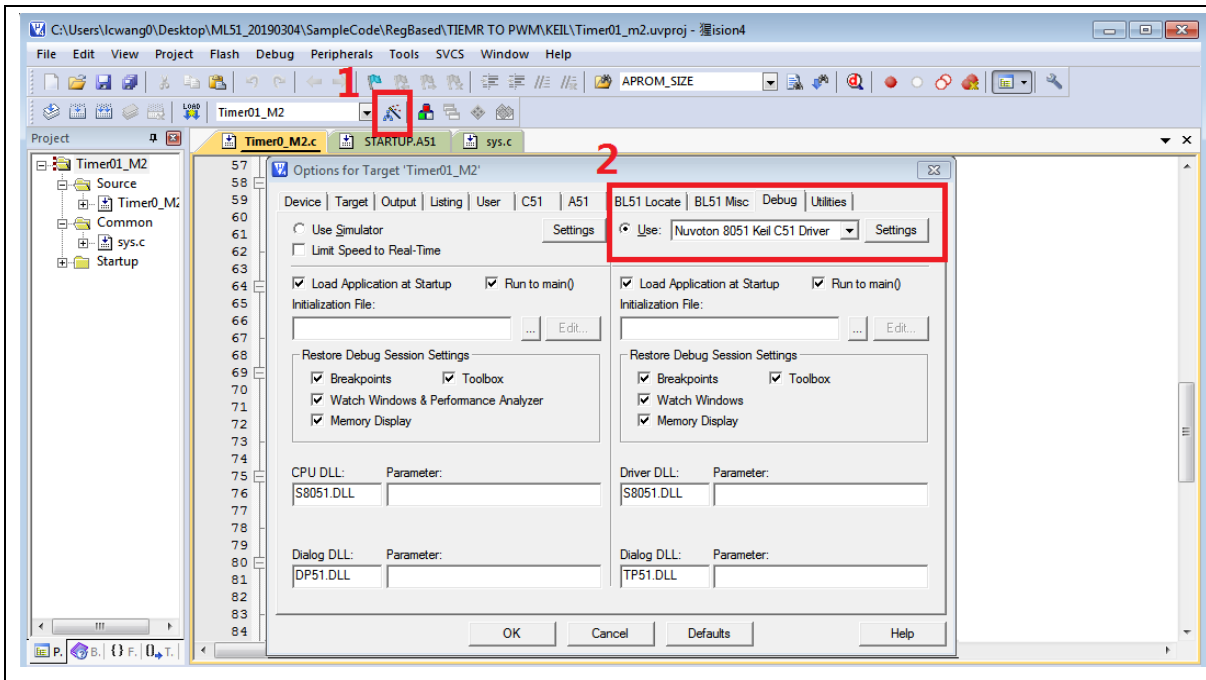 C:\Users\lcwang0\Desktop\ML51_20190304\SampleCode\RegBased\TIEMR TO PWM\KEIL\Timer01_m2.uvproj - 猩ision4
File Edit View Project Flash Debug Peripherals Tools SVCS Window Help
1
APROM_SIZE
LOAD
Timer01_M2
Project
Timer0_M2.c STARTUP.A51 sys.c
2
Timer01_M2
Source
Timer0_M2
Common
sys.c
Startup
57
58
59
60
61
62
63
64
65
66
67
68
69
70
71
72
73
74
75
76
77
78
79
80
81
82
83
84
Options for Target 'Timer01_M2'
Device Target Output Listing User C51 A51 BL51 Locate BL51 Misc Debug Utilities
Use Simulator Settings
Limit Speed to Real-Time
Use: Nuvoton 8051 Keil C51 Driver Settings
Load Application at Startup Run to main()
Initialization File:
... Edit...
Restore Debug Session Settings
Breakpoints Toolbox
Watch Windows & Performance Analyzer
Memory Display
CPU DLL: Parameter:
S8051.DLL
Dialog DLL: Parameter:
DP51.DLL
Load Application at Startup Run to main()
Initialization File:
... Edit...
Restore Debug Session Settings
Breakpoints Toolbox
Watch Windows
Memory Display
Driver DLL: Parameter:
S8051.DLL
Dialog DLL: Parameter:
TP51.DLL
OK Cancel Defaults Help
P. B. {} F. 0 T.